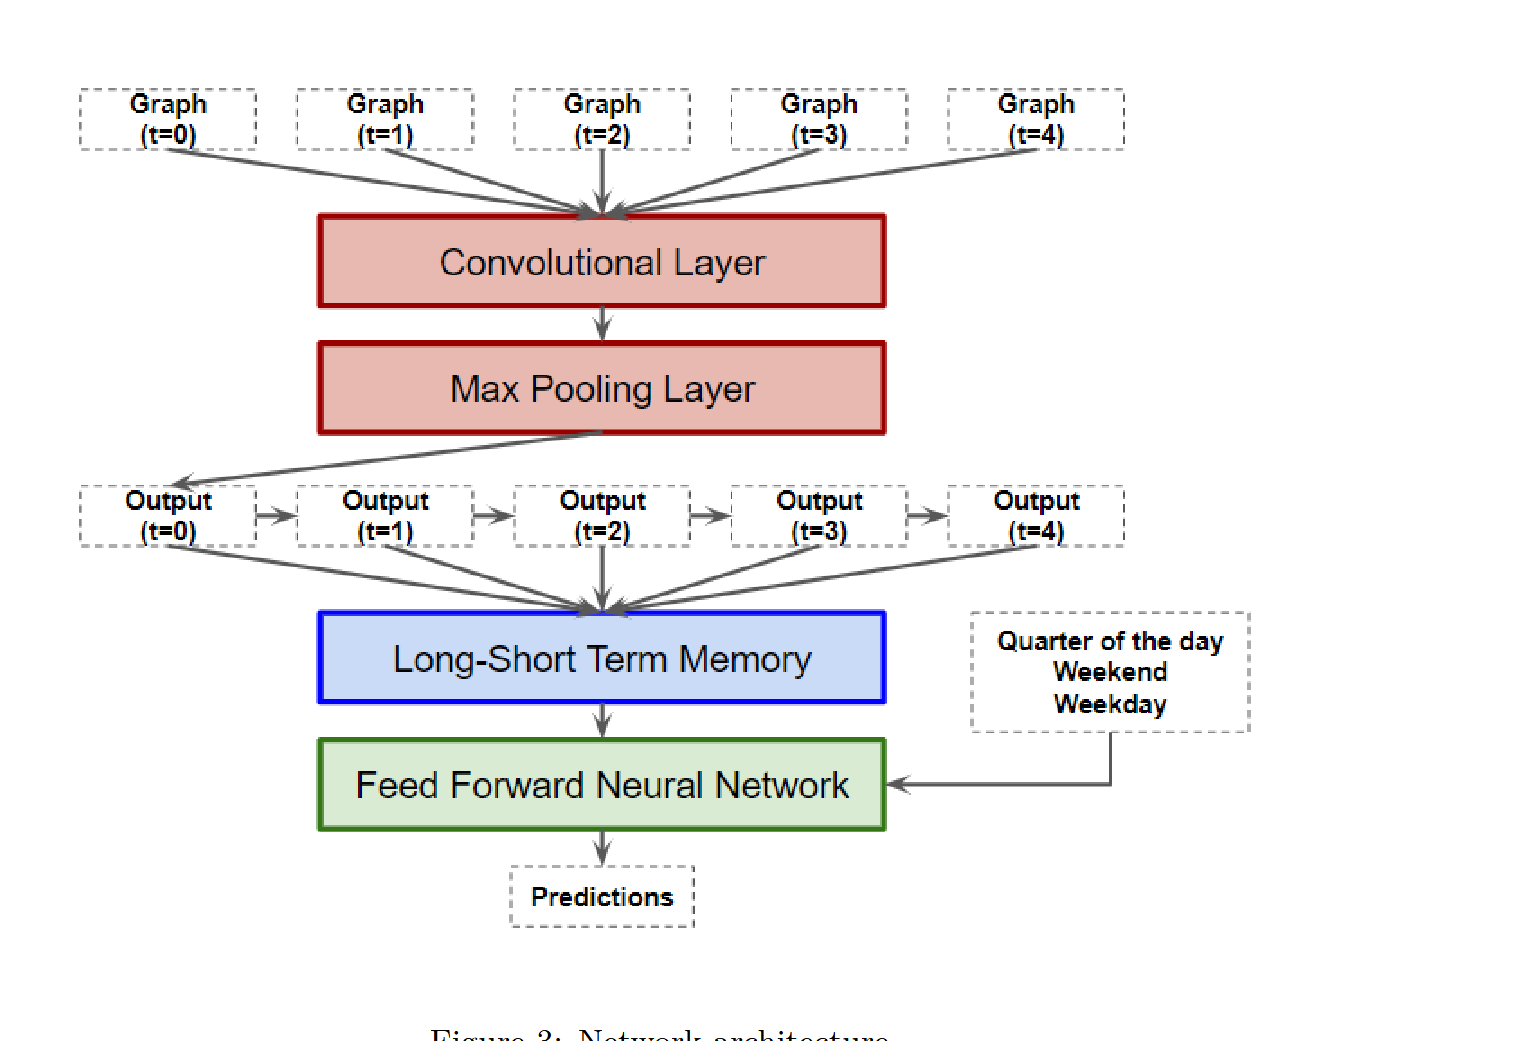 Graph
(t=0)
Graph
(t=1)
Graph
(t=2)
Graph
(t=3)
Graph
(t=4)
Convolutional Layer
Max Pooling Layer
Output
(t=0)
Output
(t=1)
Output
(t=2)
Output
(t=3)
Output
(t=4)
Long-Short Term Memory
Quarter of the day
Weekend
Weekday
Feed Forward Neural Network
Predictions
Figure 3: Network architecture